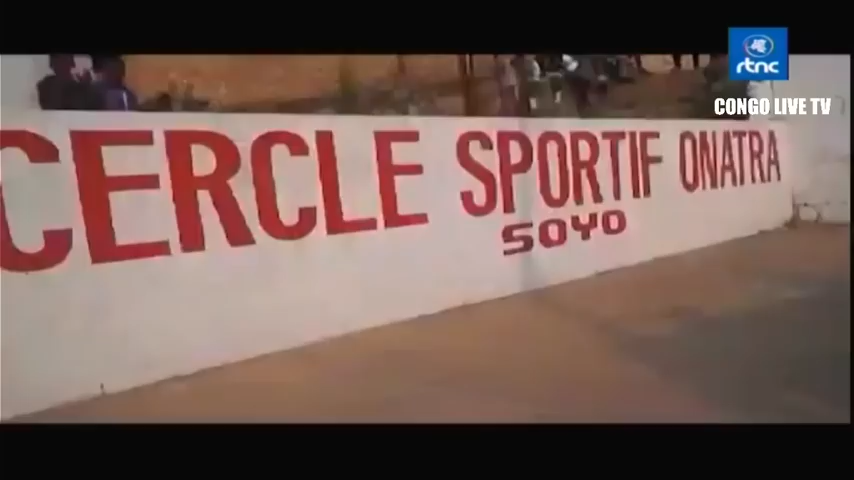 rtnc
CONGO LIVE TV
CERCLE SPORTIF ONATRA
SOYO